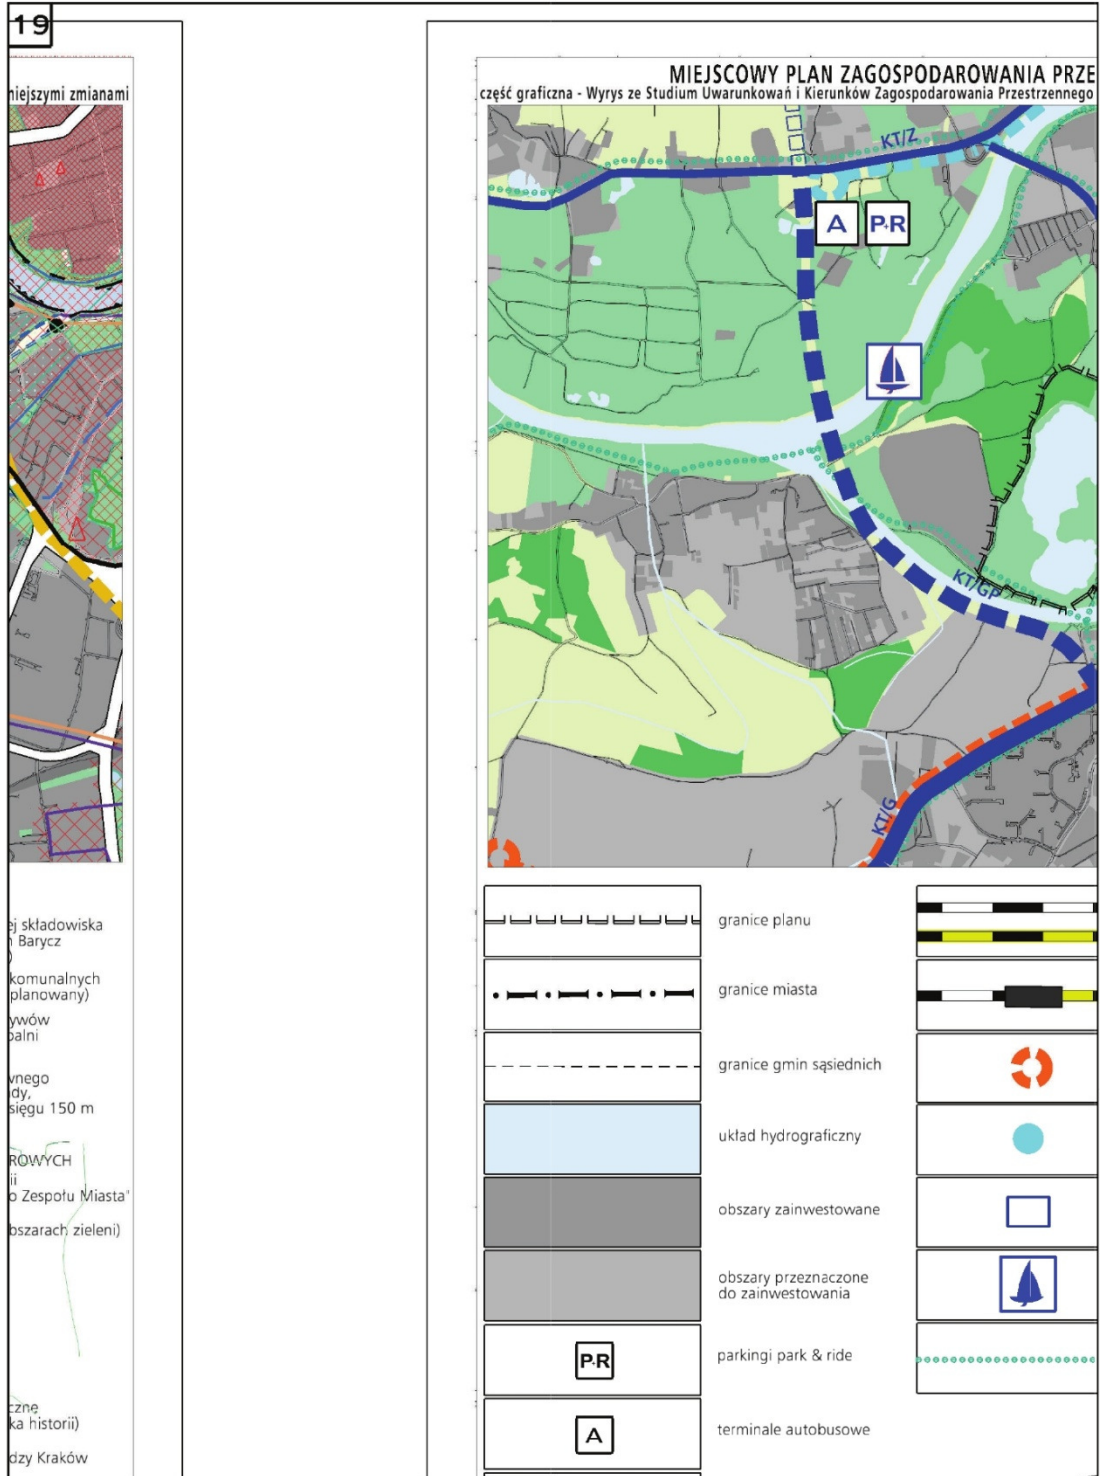 19
niejszymi zmianami
ej składowiska
Barycz
)
komunalnych
planowany)
ywów
palni
wnego
dy,
sięgu 150 m
ROWYCH
ii
o Zespołu Miasta"
bszarach zieleni)
czne
ka historii)
dzy Kraków
MIEJSCOWY PLAN ZAGOSPODAROWANIA PRZE
część graficzna - Wyrys ze Studium Uwarunkowań i Kierunków Zagospodarowania Przestrzennego
KT/Z
A
P+R
KT/GP
KT/G
granice planu
granice miasta
granice gmin sąsiednich
układ hydrograficzny
obszary zainwestowane
obszary przeznaczone
do zainwestowania
P·R
parkingi park & ride
A
terminale autobusowe